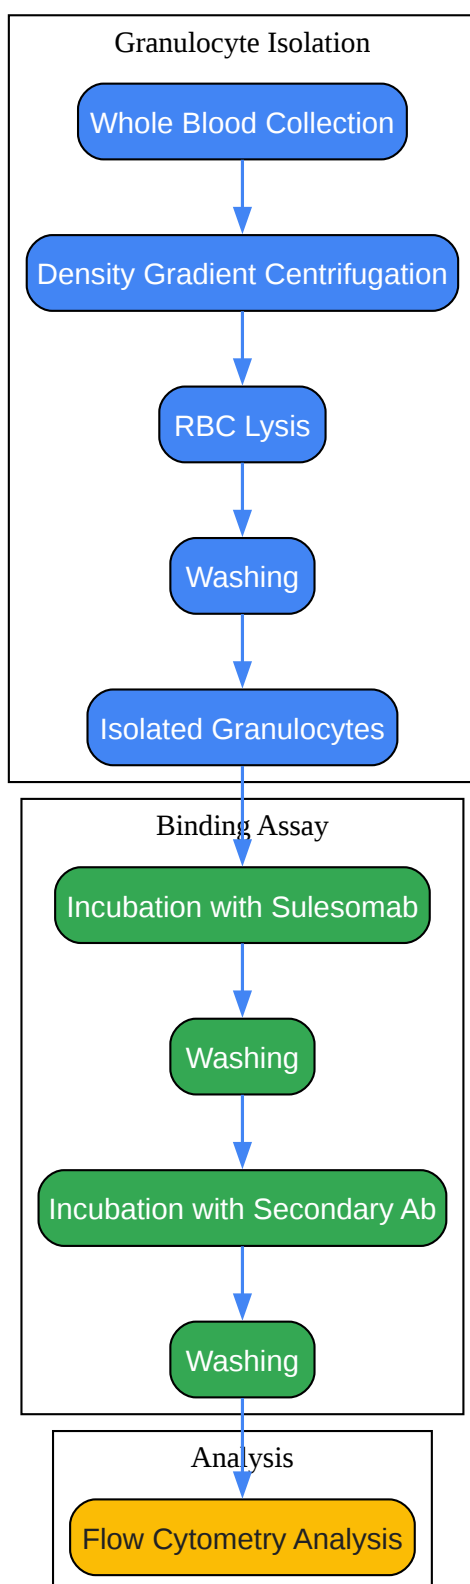 Granulocyte Isolation
Whole Blood Collection
Density Gradient Centrifugation
RBC Lysis
Washing
Isolated Granulocytes
Binding Assay
Incubation with Sulesomab
Washing
Incubation with Secondary Ab
Washing
Analysis
Flow Cytometry Analysis